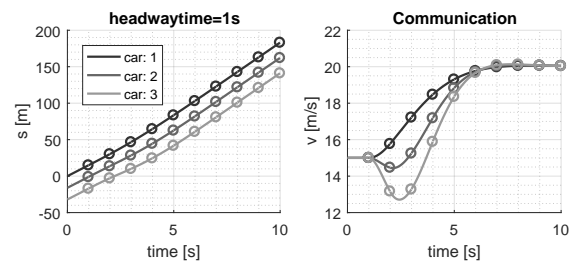 headwaytime=1s
200
150
100
50
0
-50
s [m]
car: 1
car: 2
car: 3
0
5
10
time [s]
Communication
22
20
18
16
14
12
v [m/s]
0
5
10
time [s]